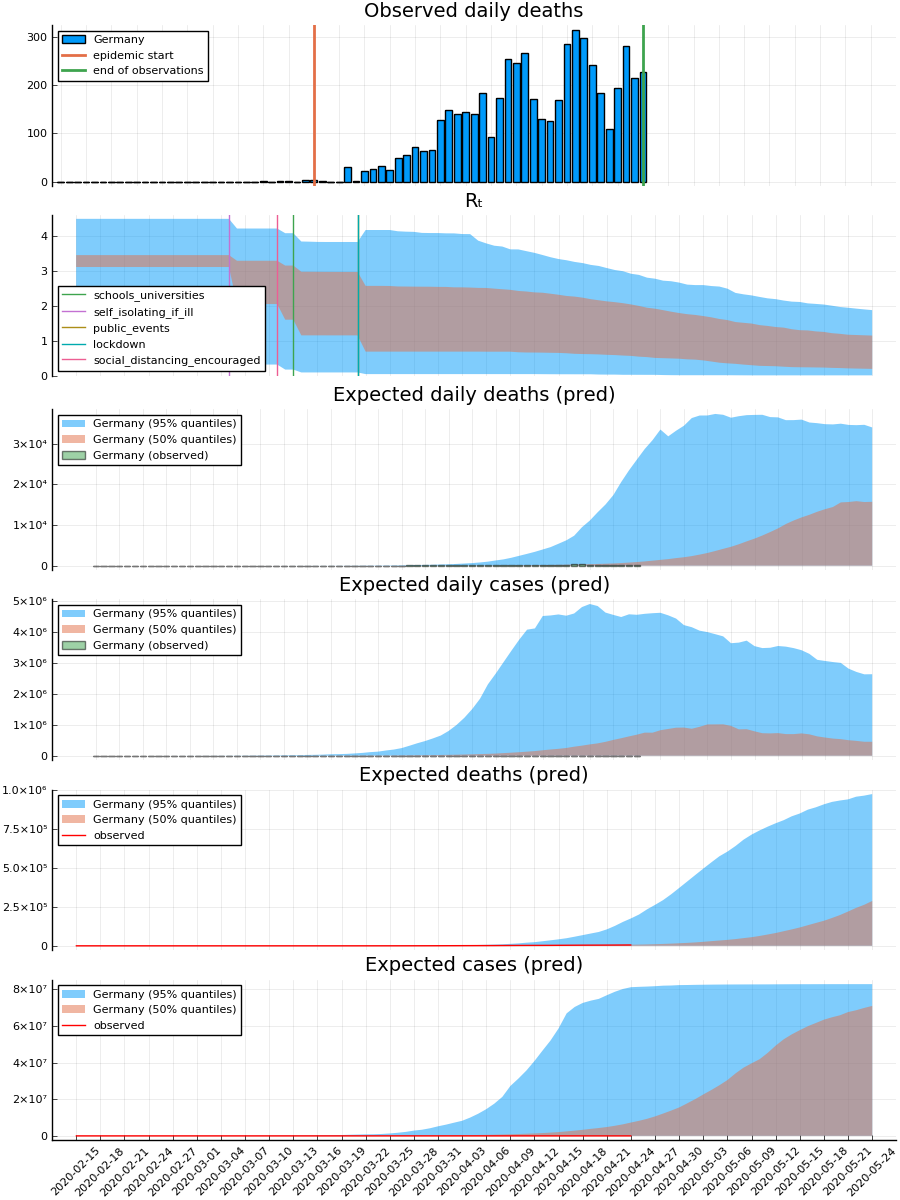 Observed daily deaths
300
200
100
0
Germany
epidemic start
end of observations
Rₜ
4
3
2
1
0
schools_universities
self_isolating_if_ill
public_events
lockdown
social_distancing_encouraged
Expected daily deaths (pred)
3×10⁴
2×10⁴
1×10⁴
0
Germany (95% quantiles)
Germany (50% quantiles)
Germany (observed)
Expected daily cases (pred)
5×10⁶
4×10⁶
3×10⁶
2×10⁶
1×10⁶
0
Germany (95% quantiles)
Germany (50% quantiles)
Germany (observed)
Expected deaths (pred)
1.0×10⁶
7.5×10⁵
5.0×10⁵
2.5×10⁵
0
Germany (95% quantiles)
Germany (50% quantiles)
observed
Expected cases (pred)
8×10⁷
6×10⁷
4×10⁷
2×10⁷
0
Germany (95% quantiles)
Germany (50% quantiles)
observed
2020-02-15
2020-02-18
2020-02-21
2020-02-24
2020-02-27
2020-03-01
2020-03-04
2020-03-07
2020-03-10
2020-03-13
2020-03-16
2020-03-19
2020-03-22
2020-03-25
2020-03-28
2020-03-31
2020-04-03
2020-04-06
2020-04-09
2020-04-12
2020-04-15
2020-04-18
2020-04-21
2020-04-24
2020-04-27
2020-04-30
2020-05-03
2020-05-06
2020-05-09
2020-05-12
2020-05-15
2020-05-18
2020-05-21
2020-05-24